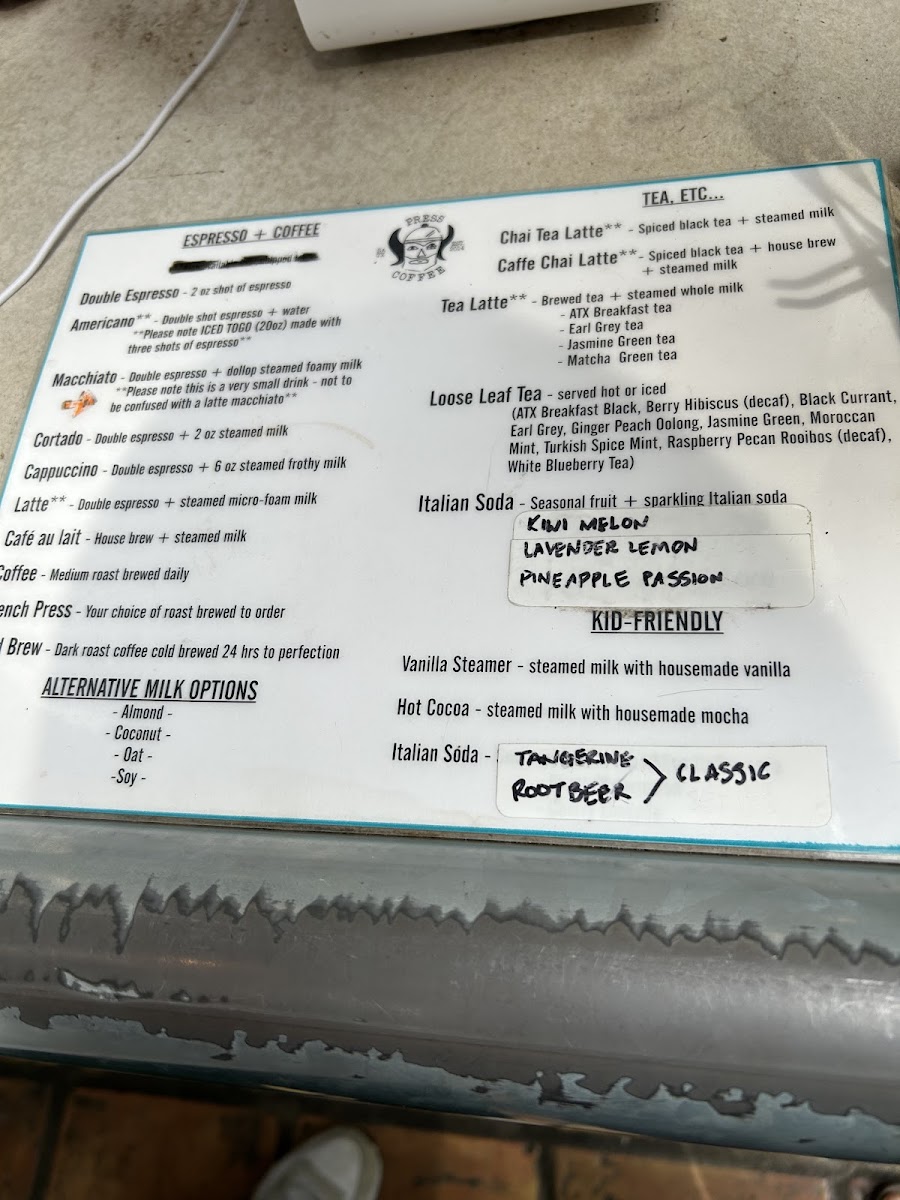 ESPRESSO + COFFEE
Double Espresso - 2 oz shot of espresso
Americano** - Double shot espresso + water
**Please note ICED TOGO (20oz) made with
three shots of espresso**
Macchiato - Double espresso + dollop steamed foamy milk
**Please note this is a very small drink - not to
be confused with a latte macchiato**
Cortado - Double espresso + 2 oz steamed milk
Cappuccino - Double espresso + 6 oz steamed frothy milk
Latte** - Double espresso + steamed micro-foam milk
Café au lait - House brew + steamed milk
Coffee - Medium roast brewed daily
ench Press - Your choice of roast brewed to order
d Brew - Dark roast coffee cold brewed 24 hrs to perfection
ALTERNATIVE MILK OPTIONS
- Almond -
- Coconut -
- Oat -
-Soy -
PRESS
COFFEE
TEA, ETC...
Chai Tea Latte** - Spiced black tea + steamed milk
Caffe Chai Latte** - Spiced black tea + house brew
+ steamed milk
Tea Latte** - Brewed tea + steamed whole milk
- ATX Breakfast tea
- Earl Grey tea
- Jasmine Green tea
- Matcha Green tea
Loose Leaf Tea - served hot or iced
(ATX Breakfast Black, Berry Hibiscus (decaf), Black Currant,
Earl Grey, Ginger Peach Oolong, Jasmine Green, Moroccan
Mint, Turkish Spice Mint, Raspberry Pecan Rooibos (decaf),
White Blueberry Tea)
Italian Soda - Seasonal fruit + sparkling Italian soda
KIWI MELON
LAVENDER LEMON
PINEAPPLE PASSION
KID-FRIENDLY
Vanilla Steamer - steamed milk with housemade vanilla
Hot Cocoa - steamed milk with housemade mocha
Italian Soda - TANGERINE
ROOTBEER > CLASSIC